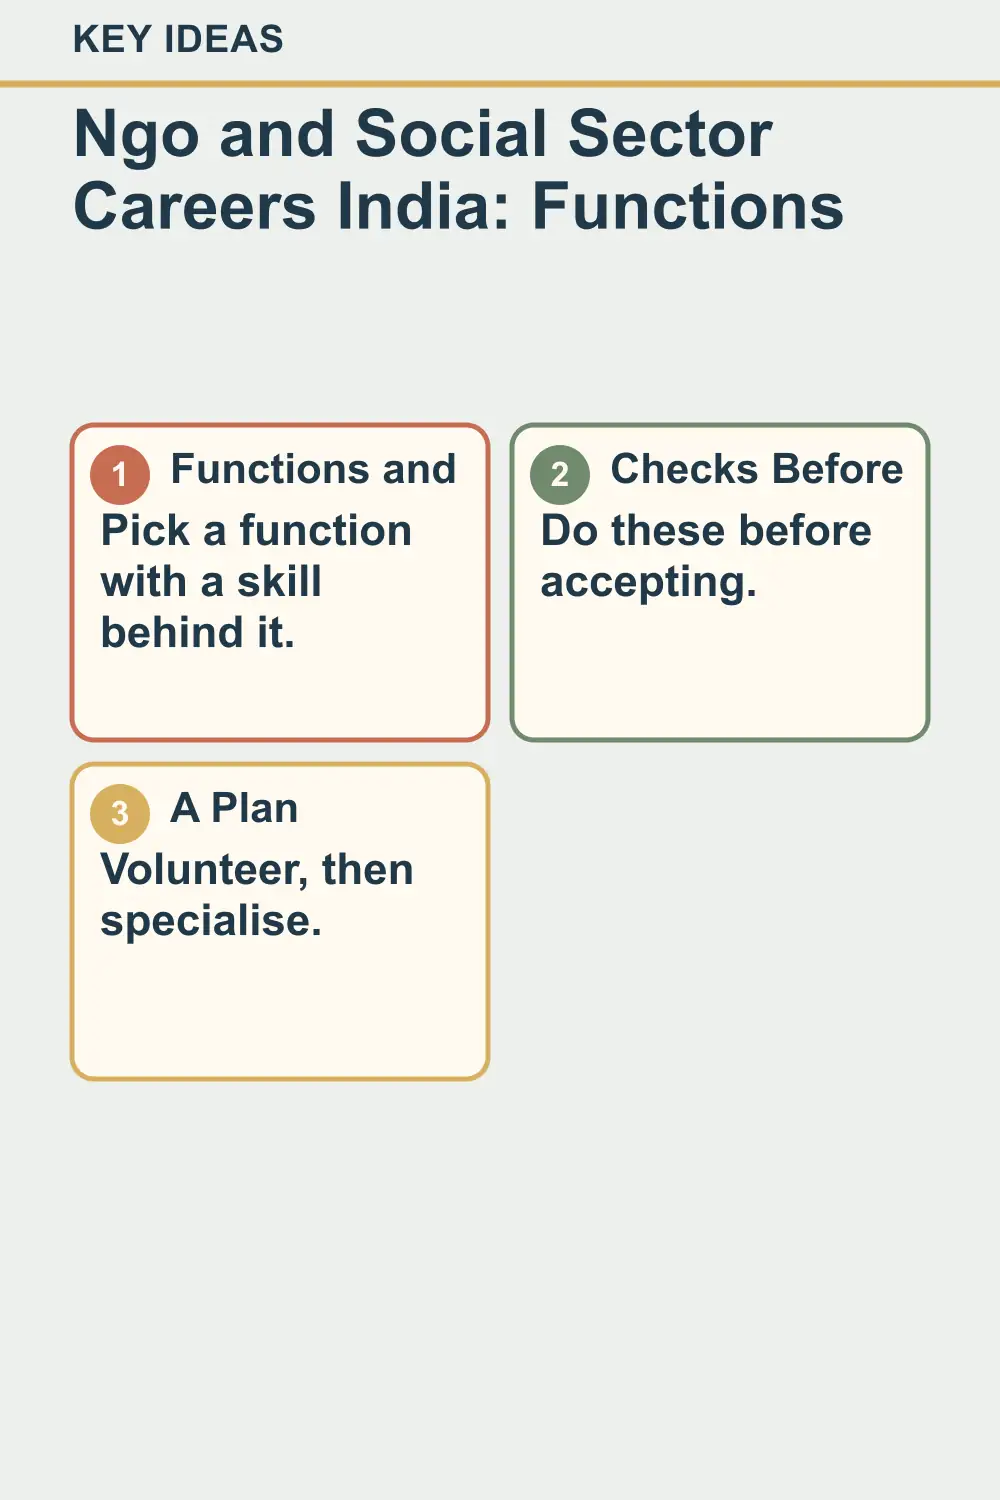 KEY IDEAS
Ngo and Social Sector
Careers India: Functions
1 Functions and
Pick a function
with a skill
behind it.
2 Checks Before
Do these before
accepting.
3 A Plan
Volunteer, then
specialise.